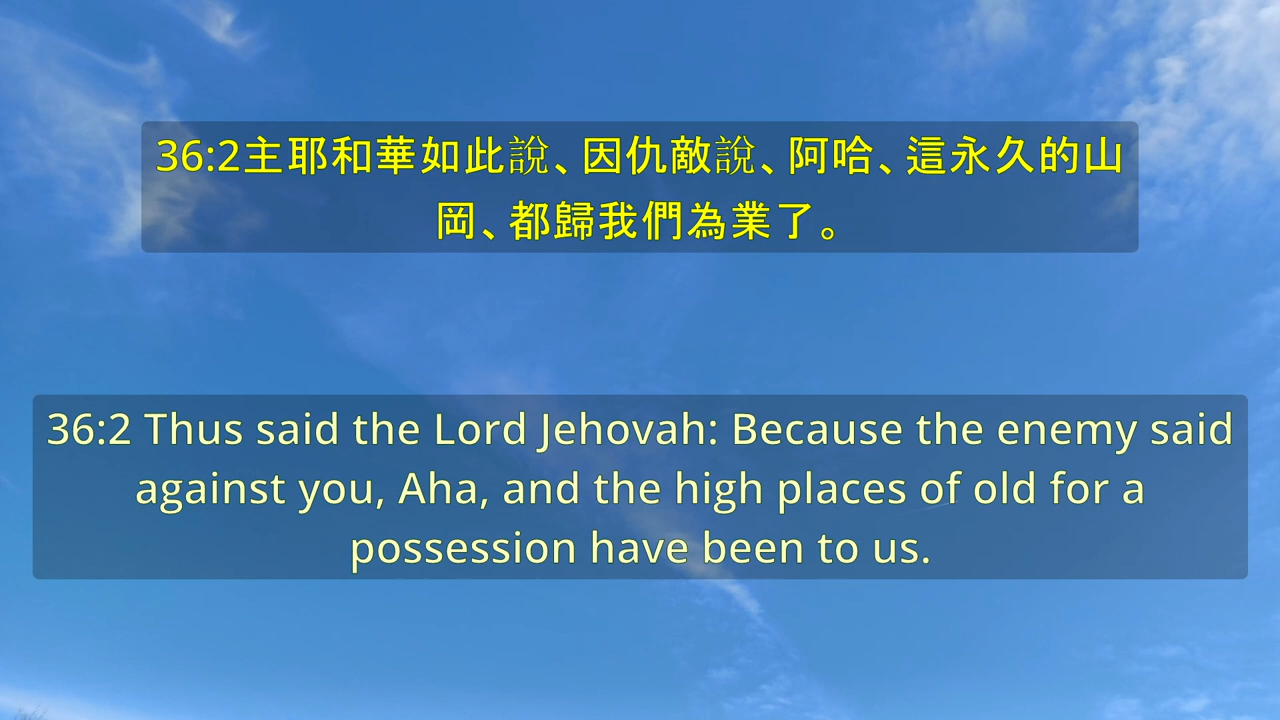 36:2主耶和華如此說、因仇敵說、阿哈、這永久的山
岡、都歸我們為業了。
36:2 Thus said the Lord Jehovah: Because the enemy said
against you, Aha, and the high places of old for a
possession have been to us.